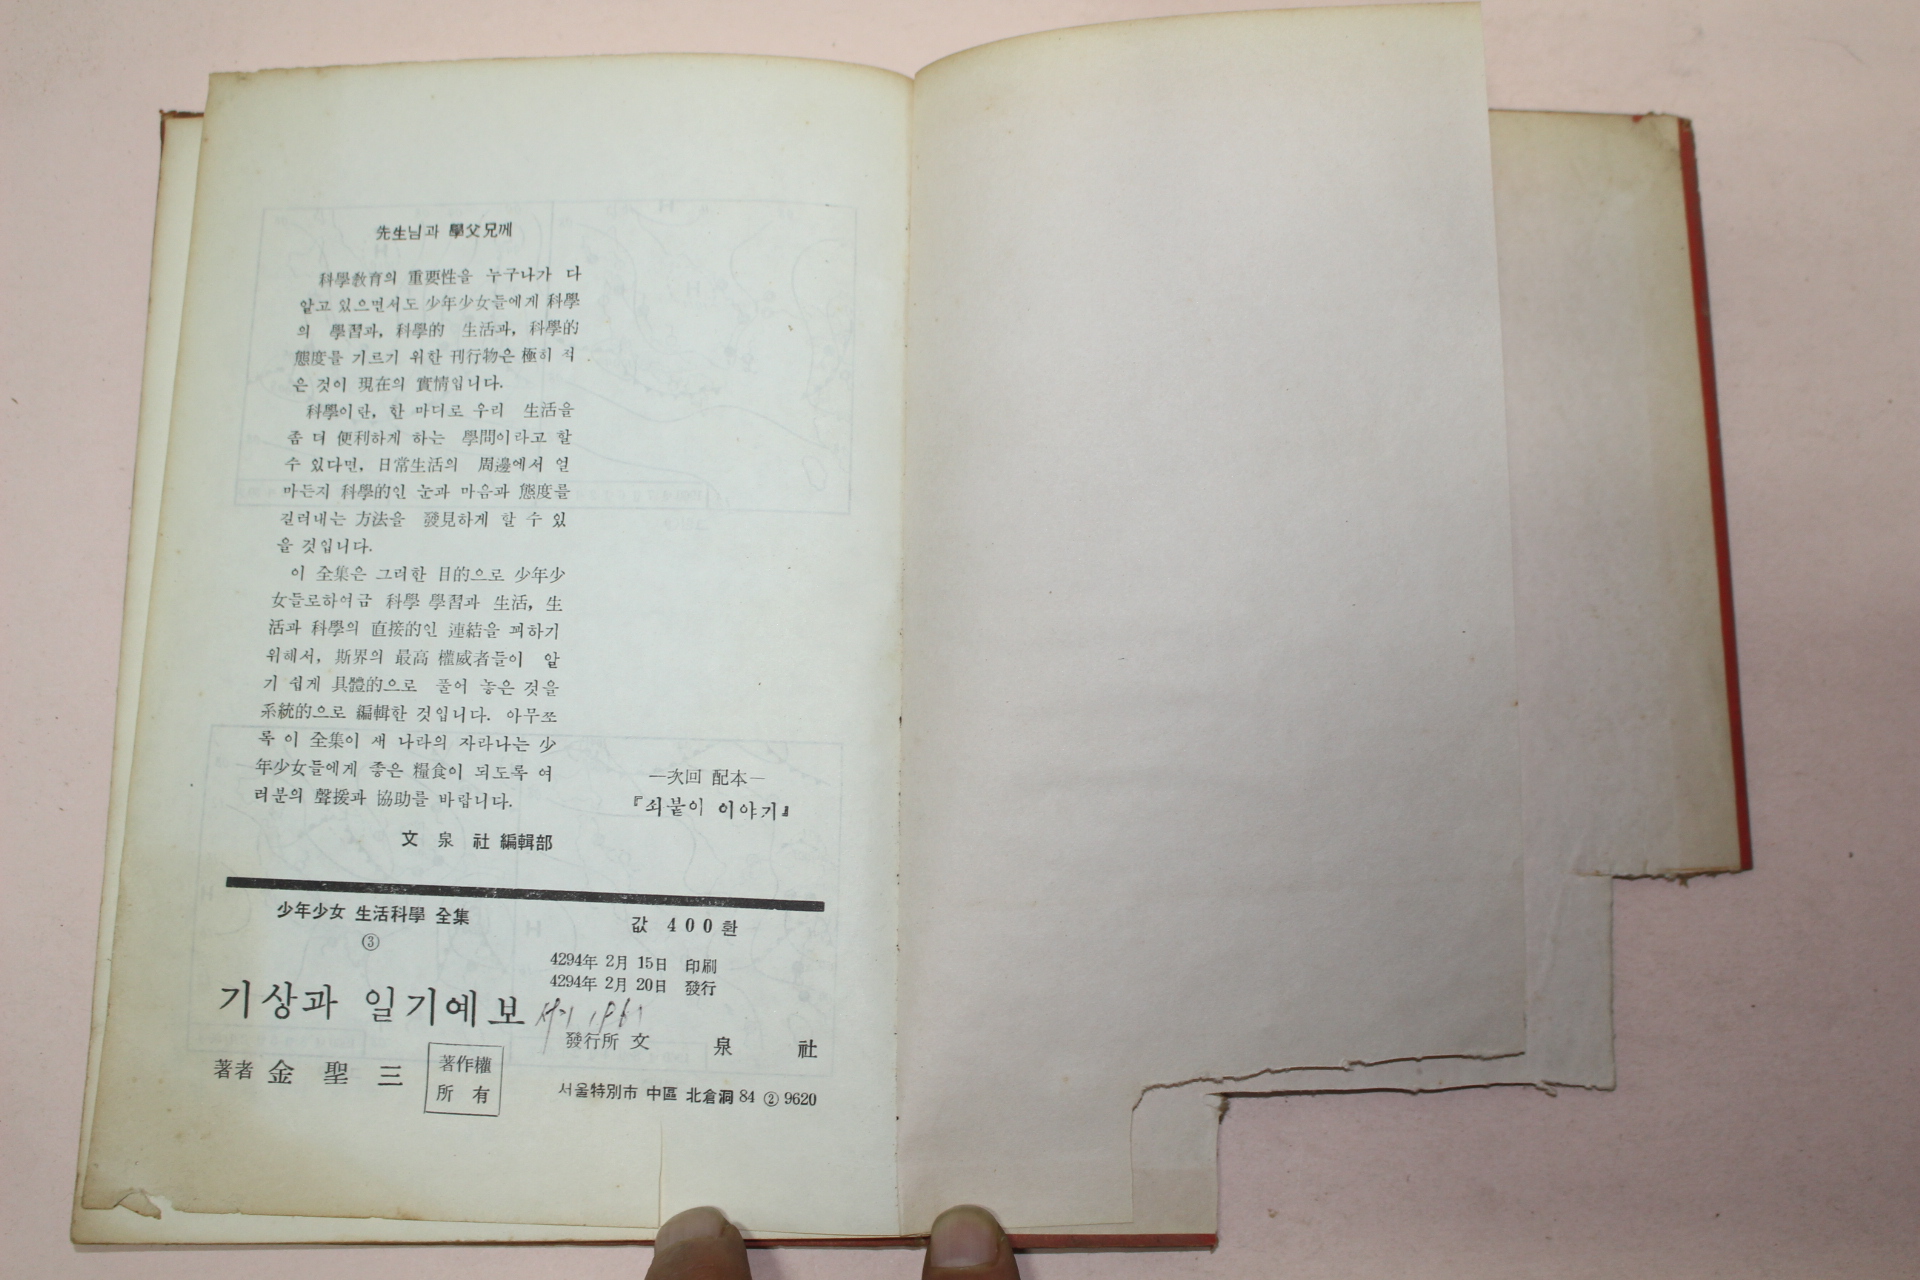 先生님과 學父兄께
科學敎育의 重要性을 누구나가 다
알고 있으면서도 少年少女들에게 科學
의 學習과, 科學的 生活과, 科學的
態度를 기르기 위한 刊行物은 極히 적
은 것이 現在의 實情입니다.
科學이란, 한 마디로 우리 生活을
좀 더 便利하게 하는 學問이라고 할
수 있다면, 日常生活의 周邊에서 얼
마든지 科學的인 눈과 마음과 態度를
길러내는 方法을 發見하게 할 수 있
을 것입니다.
이 全集은 그러한 目的으로 少年少
女들로하여금 科學 學習과 生活, 生
活과 科學의 直接的인 連結을 꾀하기
위해서, 斯界의 最高 權威者들이 알
기 쉽게 具體的으로 풀어 놓은 것을
系統的으로 編輯한 것입니다. 아무쪼
록 이 全集이 새 나라의 자라나는 少
年少女들에게 좋은 糧食이 되도록 여
러분의 聲援과 協助를 바랍니다.
文泉社 編輯部
—次回 配本—
『쇠붙이 이야기』
少年少女 生活科學 全集
③
기상과 일기예보
著者 金聖三
著作權
所有
값 400환
4294年 2月 15日 印刷
4294年 2月 20日 發行
서기 1961
發行所 文泉社
서울特別市 中區 北倉洞 84 ② 9620